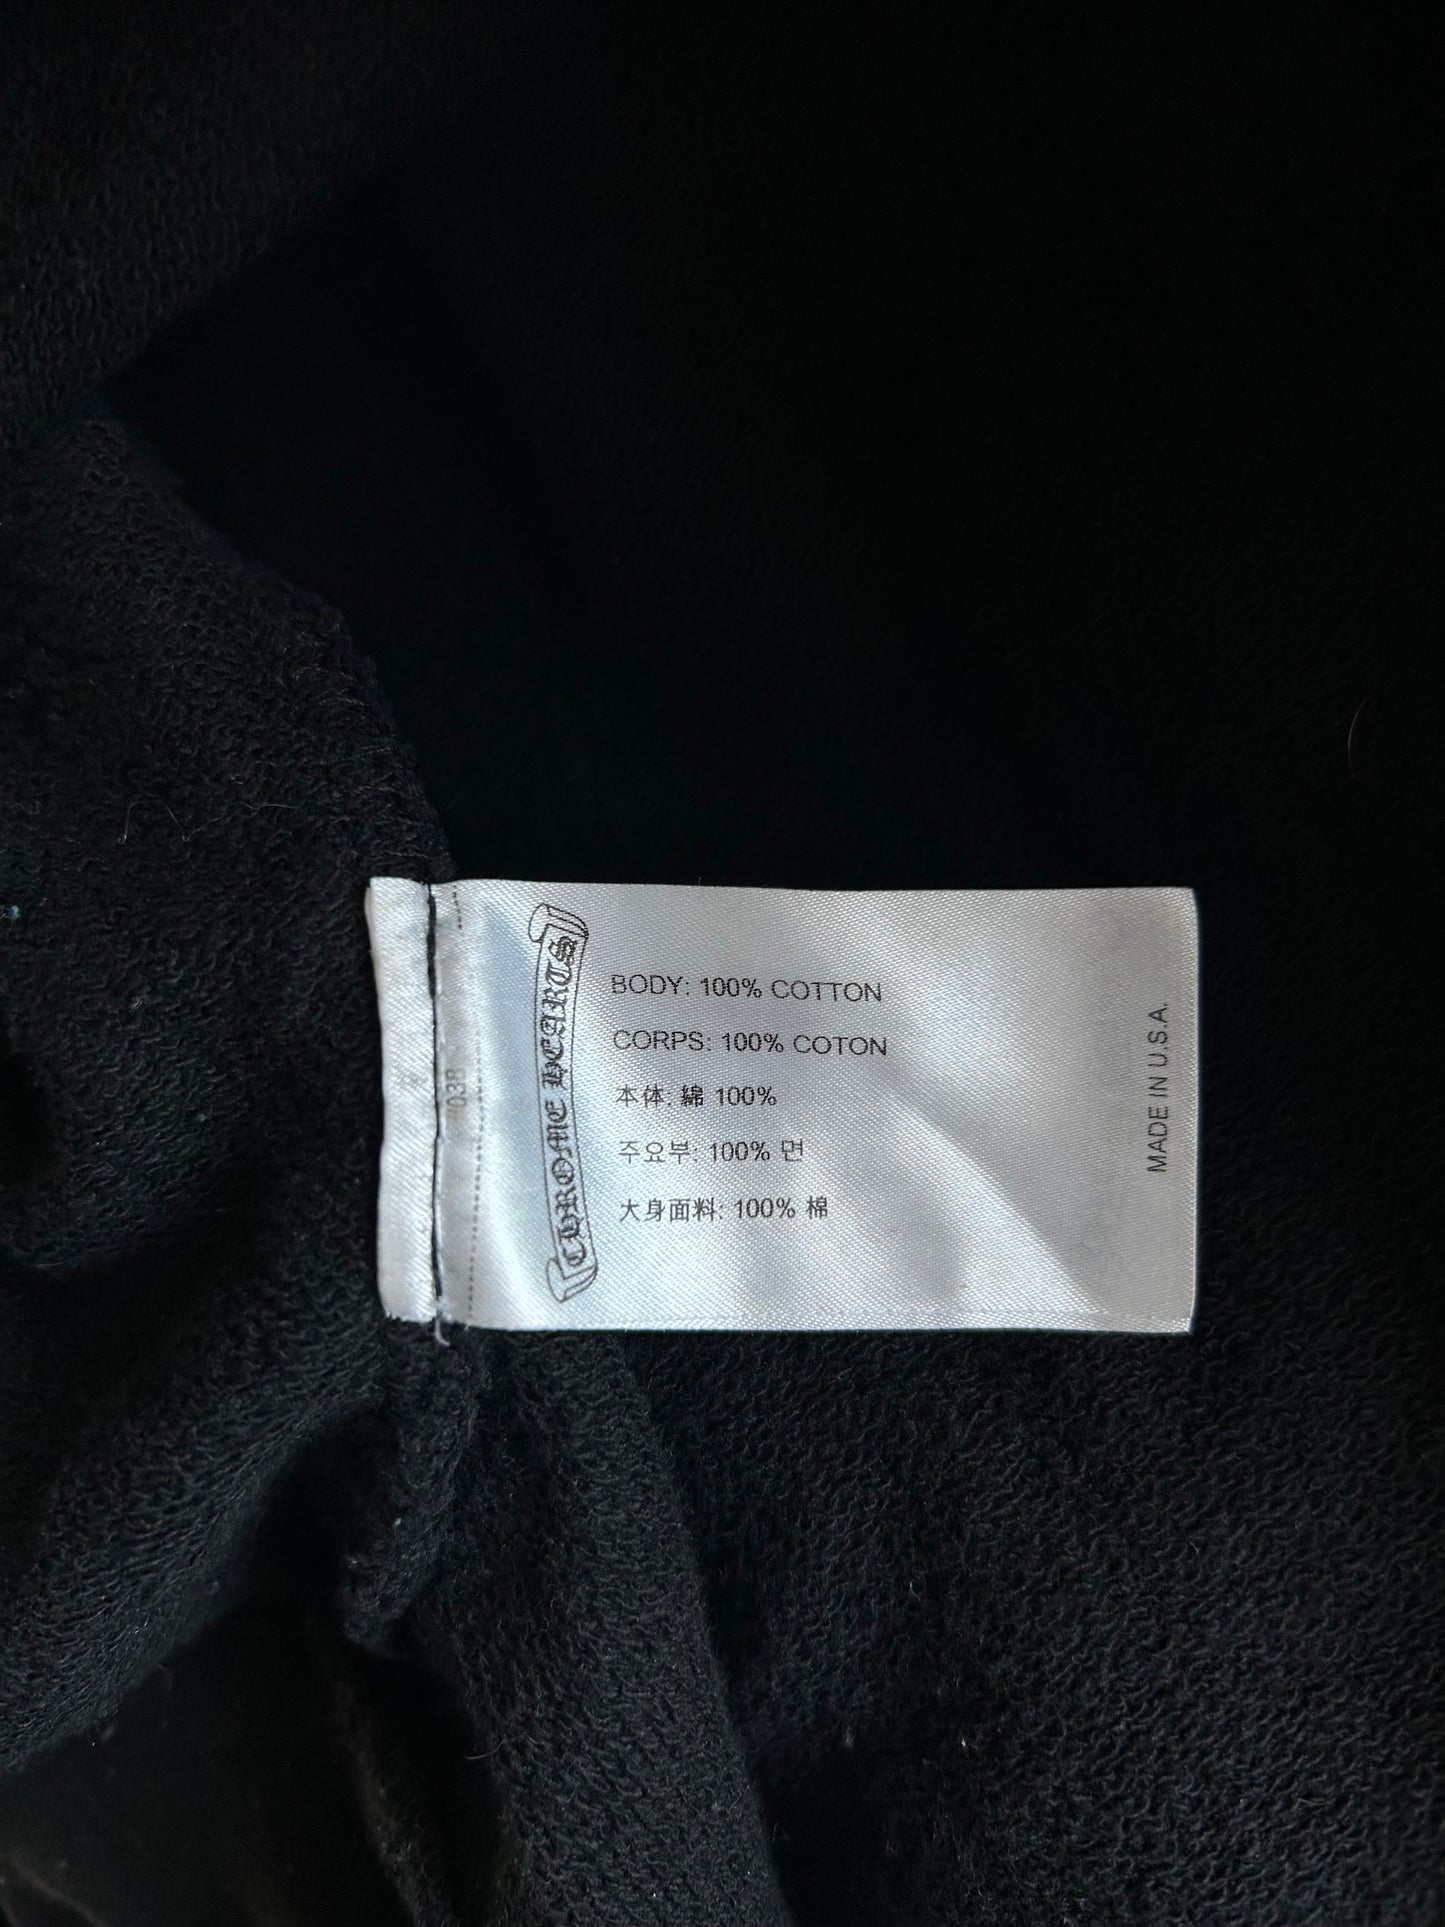 CHROME HEARTS
BODY: 100% COTTON
CORPS: 100% COTON
本体: 綿 100%
주요부: 100% 면
大身面料: 100% 棉
MADE IN U.S.A.
038